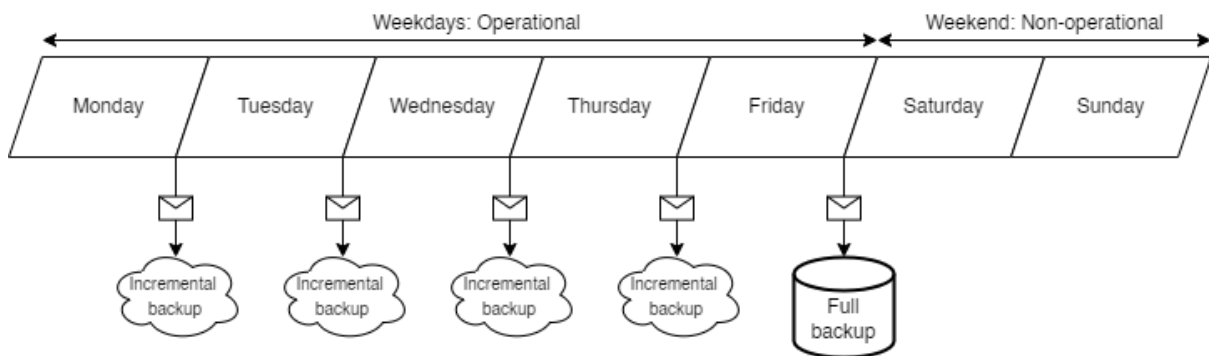 Weekdays: Operational
Weekend: Non-operational
Monday
Tuesday
Wednesday
Thursday
Friday
Saturday
Sunday
Incremental
backup
Incremental
backup
Incremental
backup
Incremental
backup
Full
backup